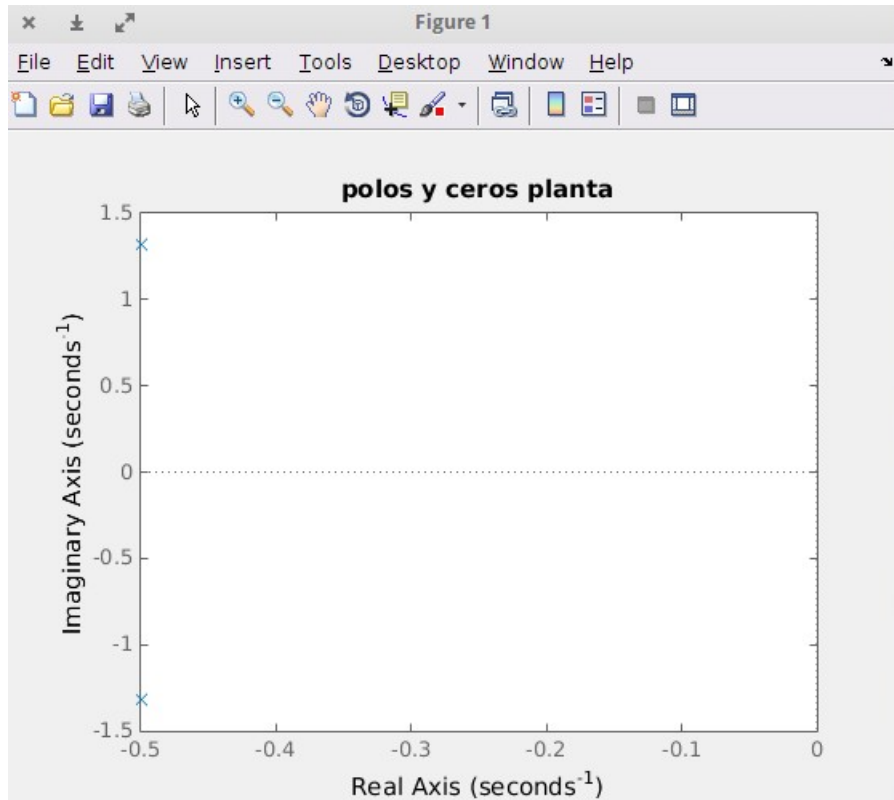 Figure 1
File Edit View Insert Tools Desktop Window Help
polos y ceros planta
1.5
1
0.5
0
-0.5
-1
-1.5
Imaginary Axis (seconds⁻¹)
-0.5 -0.4 -0.3 -0.2 -0.1 0
Real Axis (seconds⁻¹)